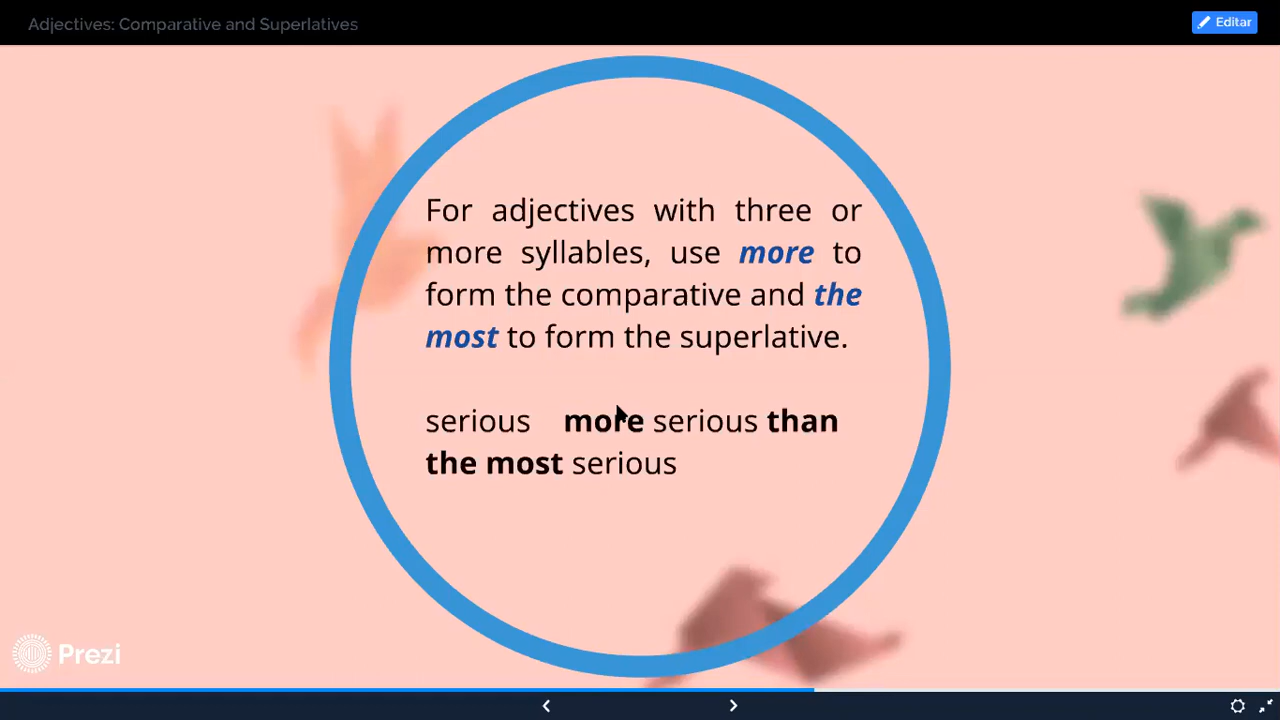 Adjectives: Comparative and Superlatives
Editar
For adjectives with three or
more syllables, use more to
form the comparative and the
most to form the superlative.
serious more serious than
the most serious
Prezi